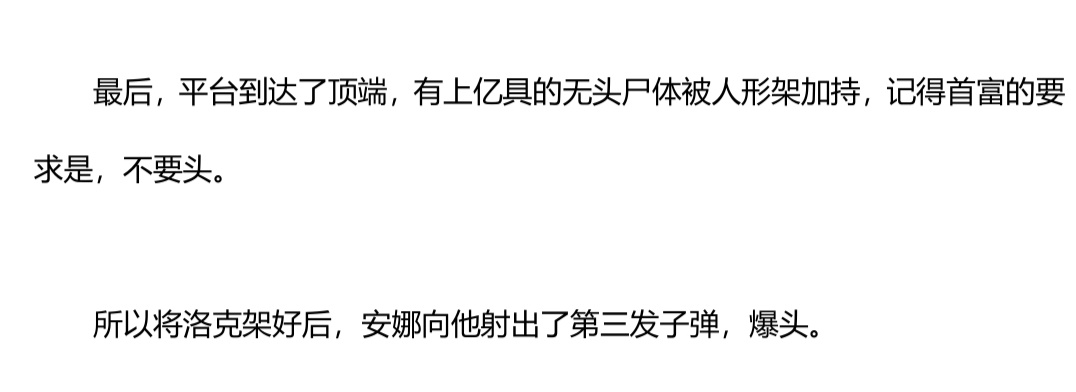 最后，平台到达了顶端，有上亿具的无头尸体被人形架加持，记得首富的要
求是，不要头。
所以将洛克架好后，安娜向他射出了第三发子弹，爆头。